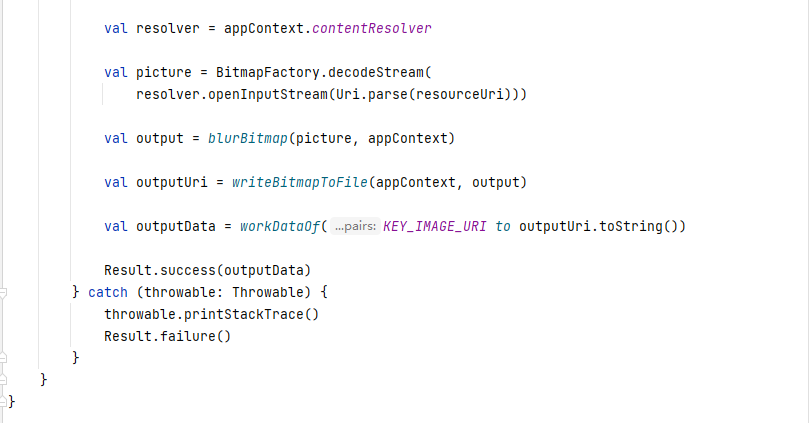 val resolver = appContext.contentResolver
val picture = BitmapFactory.decodeStream(
resolver.openInputStream(Uri.parse(resourceUri)))
val output = blurBitmap(picture, appContext)
val outputUri = writeBitmapToFile(appContext, output)
val outputData = workDataOf( ...pairs: KEY_IMAGE_URI to outputUri.toString())
Result.success(outputData)
} catch (throwable: Throwable) {
throwable.printStackTrace()
Result.failure()
}
}
}